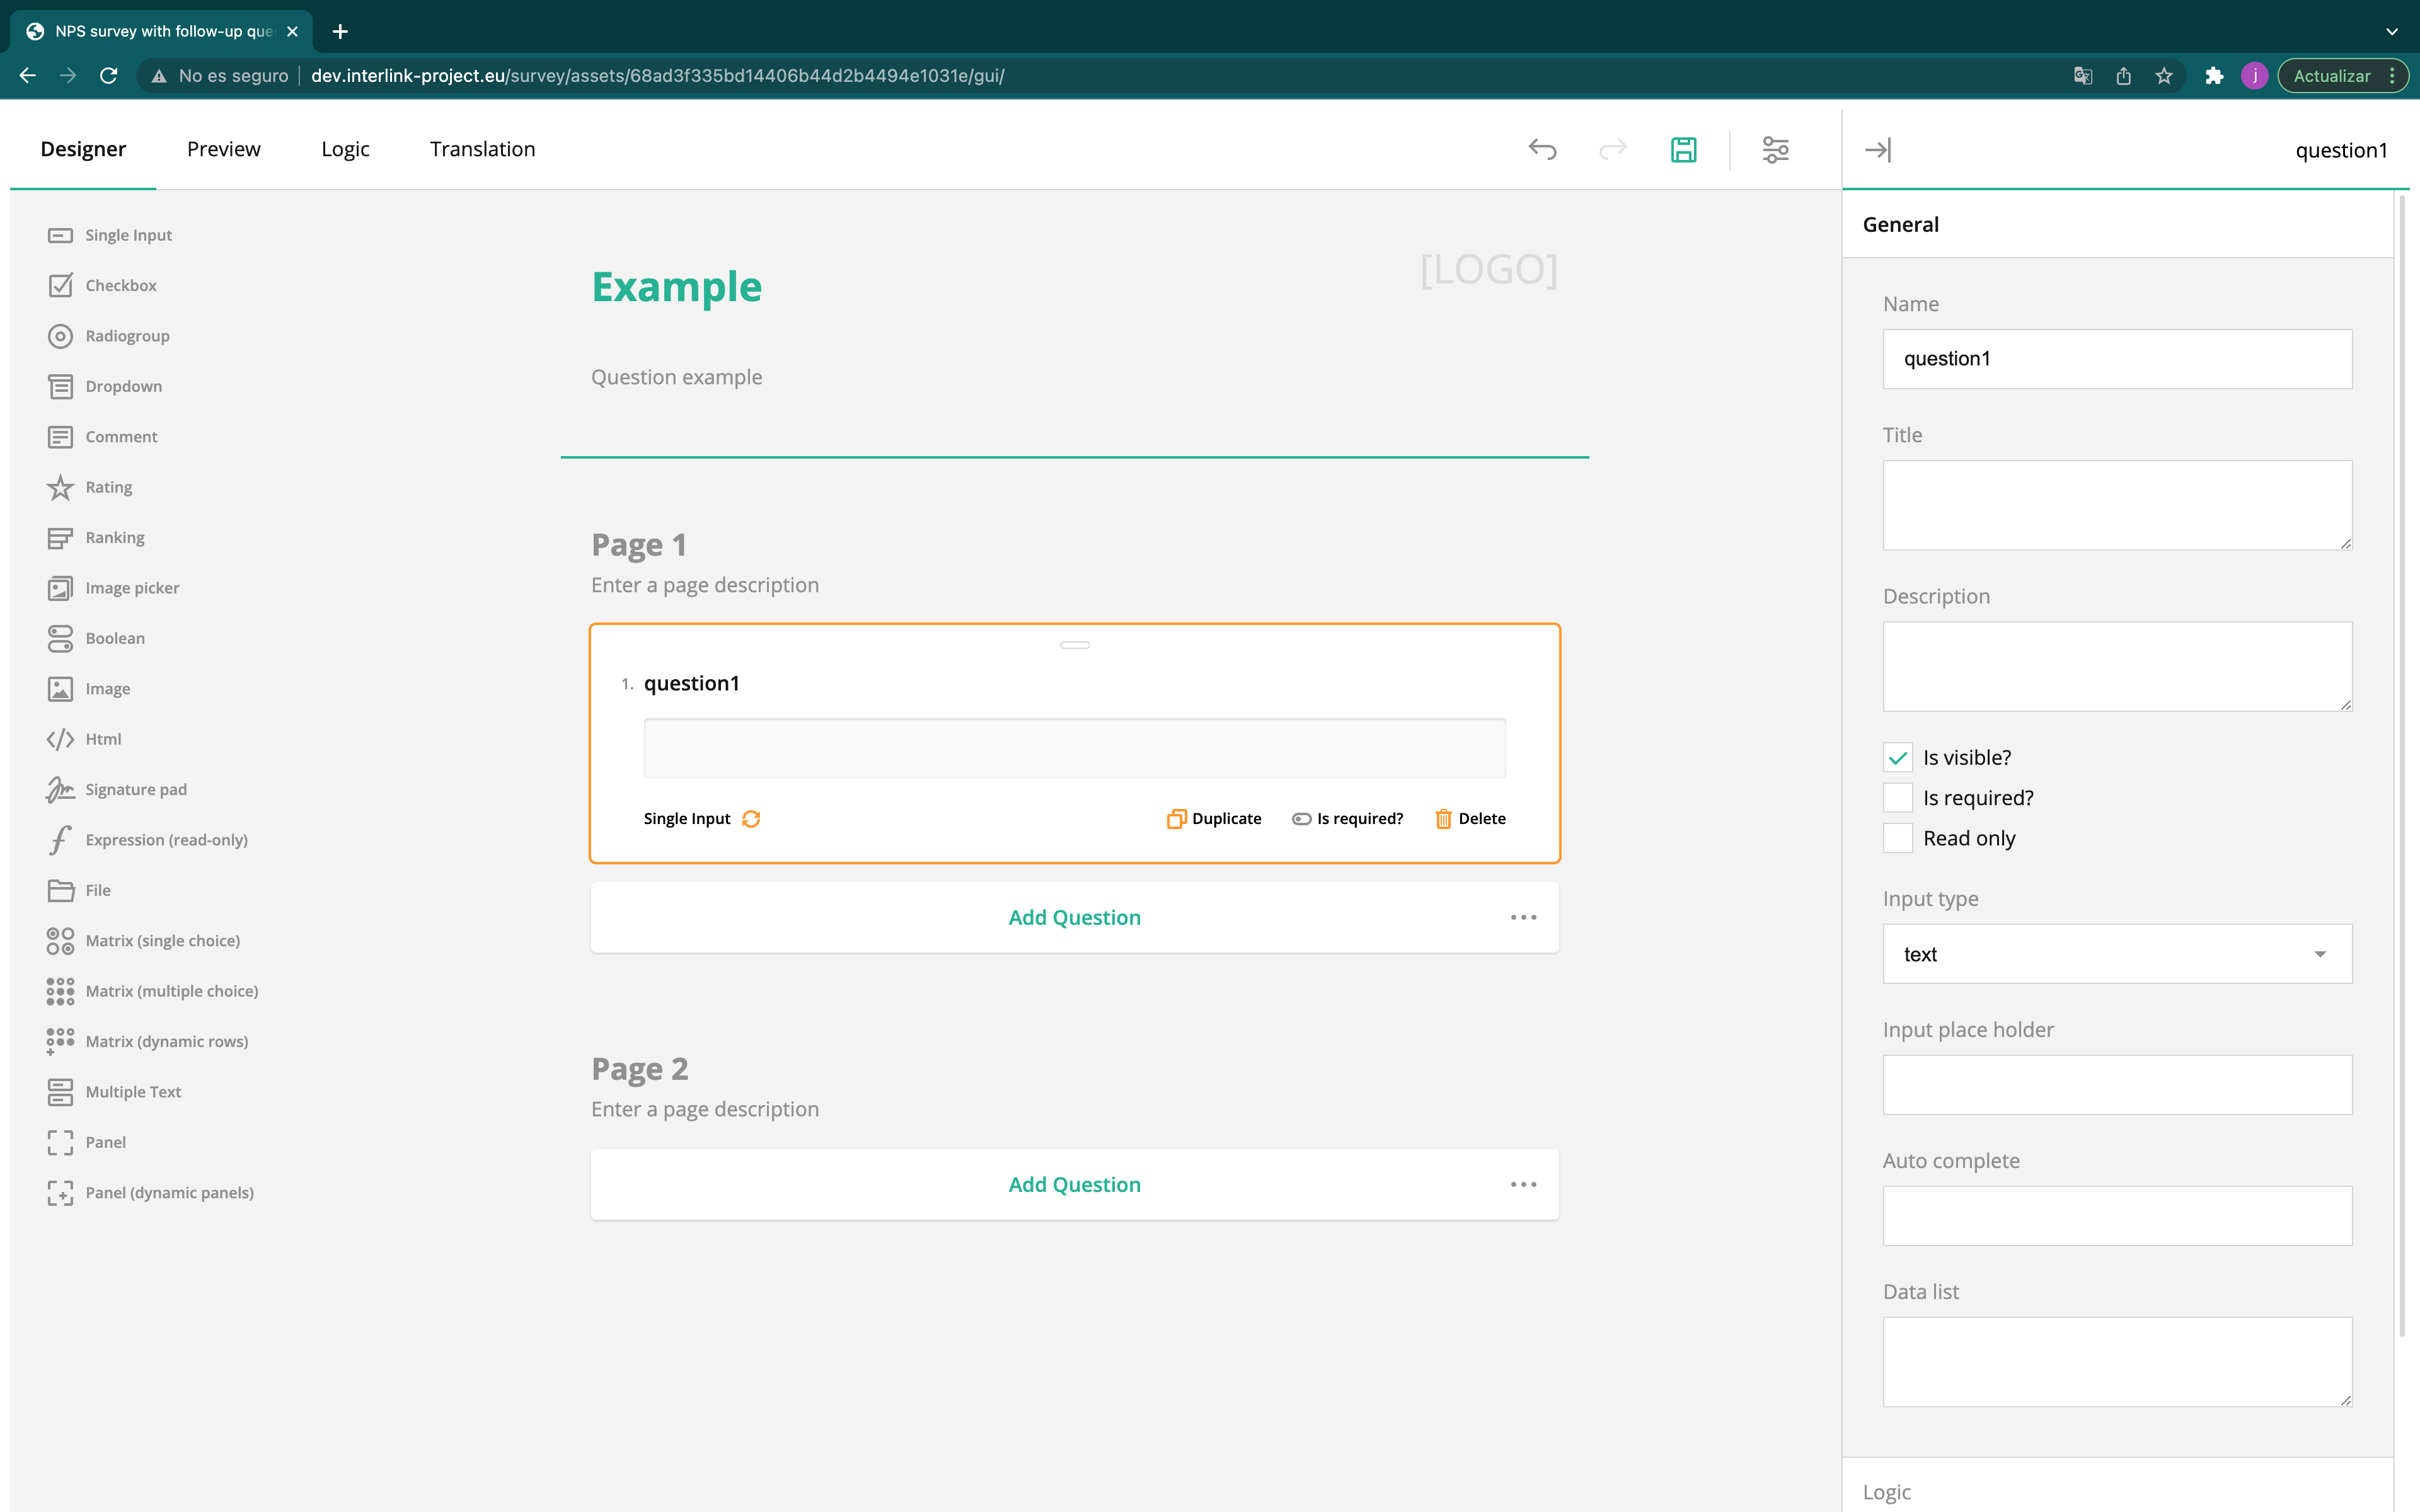 NPS survey with follow-up que
No es seguro
dev.interlink-project.eu/survey/assets/68ad3f335bd14406b44d2b4494e1031e/gui/
j
Actualizar
Designer
Preview
Logic
Translation
question1
Single Input
Checkbox
Radiogroup
Dropdown
Comment
Rating
Ranking
Image picker
Boolean
Image
Html
Signature pad
Expression (read-only)
File
Matrix (single choice)
Matrix (multiple choice)
Matrix (dynamic rows)
Multiple Text
Panel
Panel (dynamic panels)
Example
[LOGO]
Question example
Page 1
Enter a page description
1. question1
Single Input
Duplicate
Is required?
Delete
Add Question
Page 2
Enter a page description
Add Question
General
Name
question1
Title
Description
Is visible?
Is required?
Read only
Input type
text
Input place holder
Auto complete
Data list
Logic